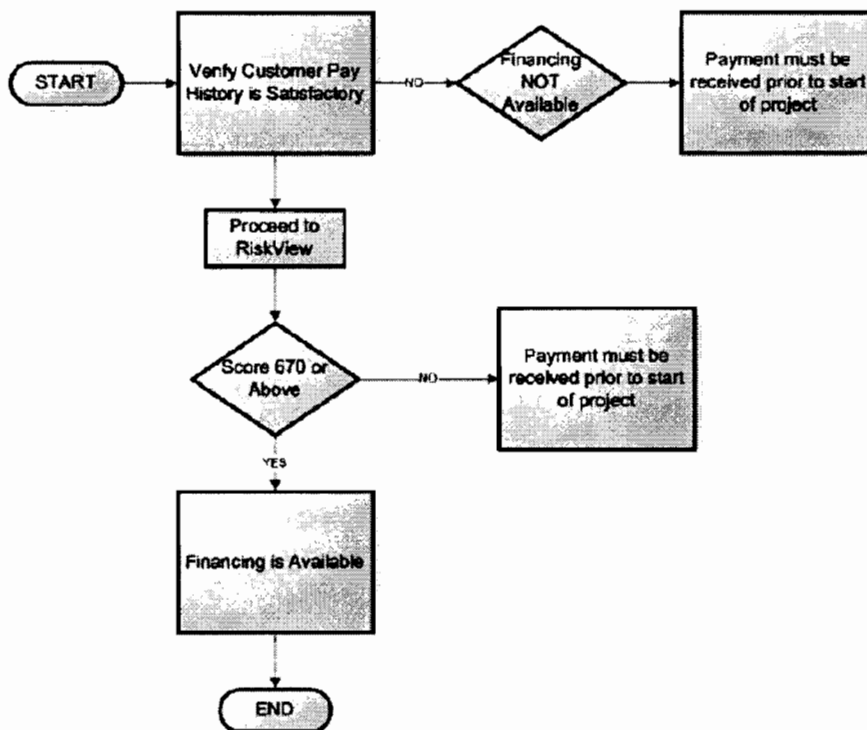 START
Verify Customer Pay
History is Satisfactory
NO
Financing
NOT
Available
Payment must be
received prior to start
of project
Proceed to
RiskView
Score 670 or
Above
NO
Payment must be
received prior to start
of project
YES
Financing is Available
END